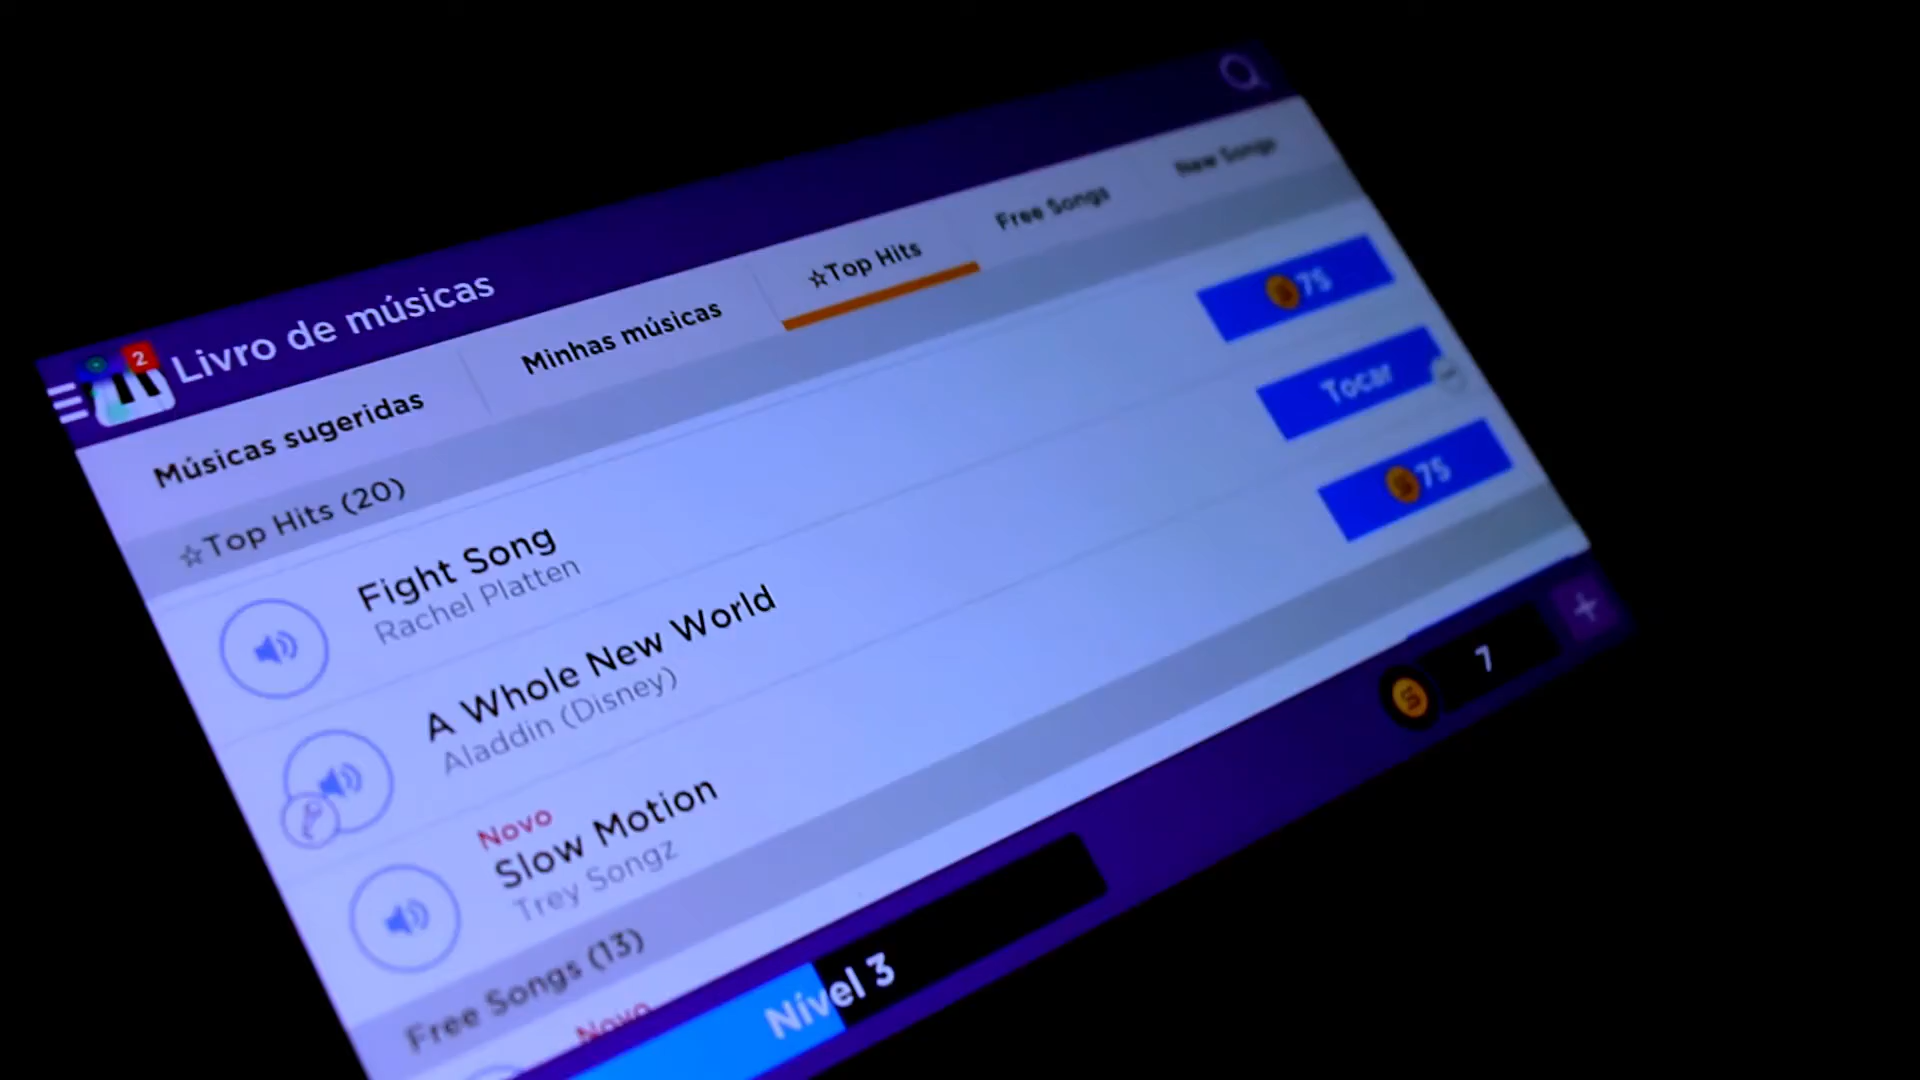 2
Livro de músicas
Músicas sugeridas
Minhas músicas
☆Top Hits
Free Songs
New Songs
☆Top Hits (20)
Fight Song
Rachel Platten
75
A Whole New World
Aladdin (Disney)
Tocar
Novo
Slow Motion
Trey Songz
75
Free Songs (13)
Novo
Nível 3
7